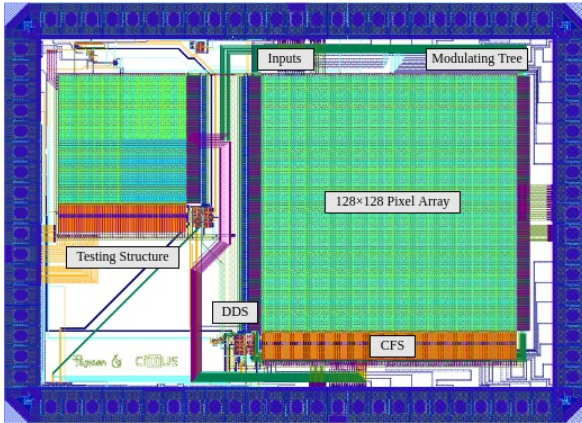 Inputs
Modulating Tree
128×128 Pixel Array
Testing Structure
DDS
CFS